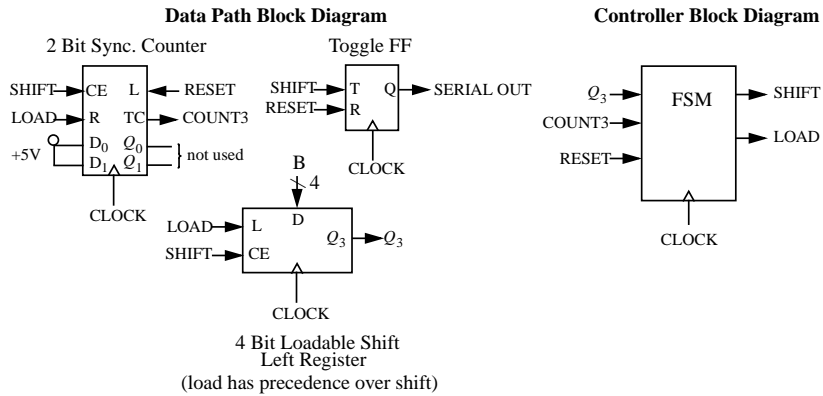 Data Path Block Diagram
Controller Block Diagram
2 Bit Sync. Counter
SHIFT CE L RESET
LOAD R TC COUNT3
+5V D0 Q0
D1 Q1 } not used
CLOCK
Toggle FF
SHIFT T Q SERIAL OUT
RESET R
CLOCK
B
4
LOAD L D
SHIFT CE Q3 Q3
CLOCK
4 Bit Loadable Shift
Left Register
(load has precedence over shift)
Q3 FSM SHIFT
COUNT3 LOAD
RESET
CLOCK